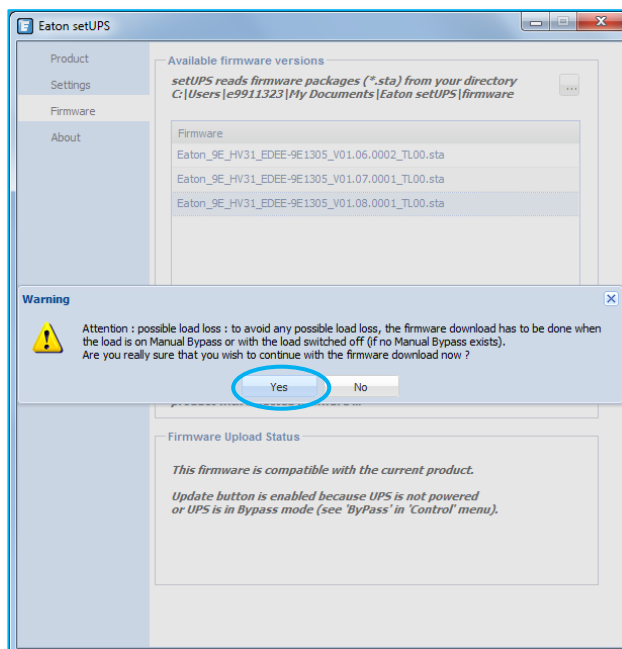 Eaton setUPS
Product
Settings
Firmware
About
Available firmware versions
setUPS reads firmware packages (*.sta) from your directory
C:|Users|e9911323|My Documents|Eaton setUPS|firmware
...
Firmware
Eaton_9E_HV31_EDEE-9E1305_V01.06.0002_TL00.sta
Eaton_9E_HV31_EDEE-9E1305_V01.07.0001_TL00.sta
Eaton_9E_HV31_EDEE-9E1305_V01.08.0001_TL00.sta
Warning
Attention : possible load loss : to avoid any possible load loss, the firmware download has to be done when
the load is on Manual Bypass or with the load switched off (if no Manual Bypass exists).
Are you really sure that you wish to continue with the firmware download now ?
Yes
No
Firmware Upload Status
This firmware is compatible with the current product.
Update button is enabled because UPS is not powered
or UPS is in Bypass mode (see 'ByPass' in 'Control' menu).